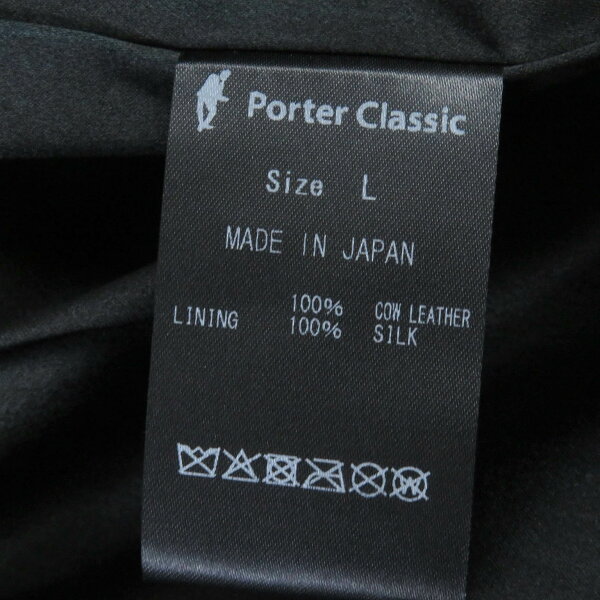 Porter Classic
Size L
MADE IN JAPAN
100% COW LEATHER
LINING 100% SILK